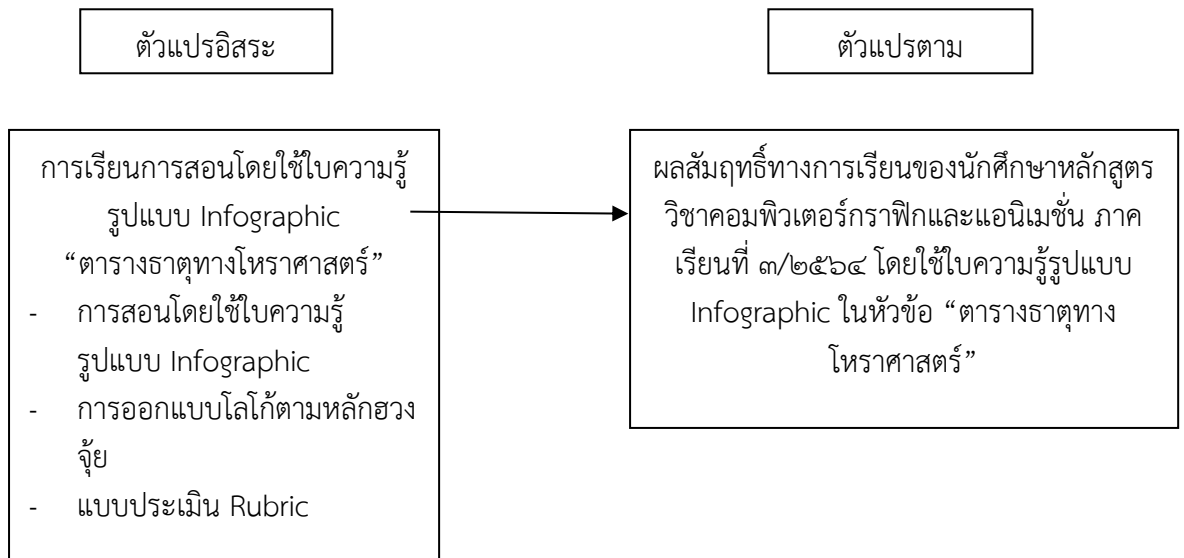 ตัวแปรอิสระ
ตัวแปรตาม
การเรียนการสอนโดยใช้ใบความรู้
รูปแบบ Infographic
“ตารางธาตุทางโหราศาสตร์”
- การสอนโดยใช้ใบความรู้
รูปแบบ Infographic
- การออกแบบโลโก้ตามหลักฮวง
จุ้ย
- แบบประเมิน Rubric
ผลสัมฤทธิ์ทางการเรียนของนักศึกษาหลักสูตร
วิชาคอมพิวเตอร์กราฟิกและแอนิเมชั่น ภาค
เรียนที่ ๓/๒๕๖๔ โดยใช้ใบความรู้รูปแบบ
Infographic ในหัวข้อ “ตารางธาตุทาง
โหราศาสตร์”